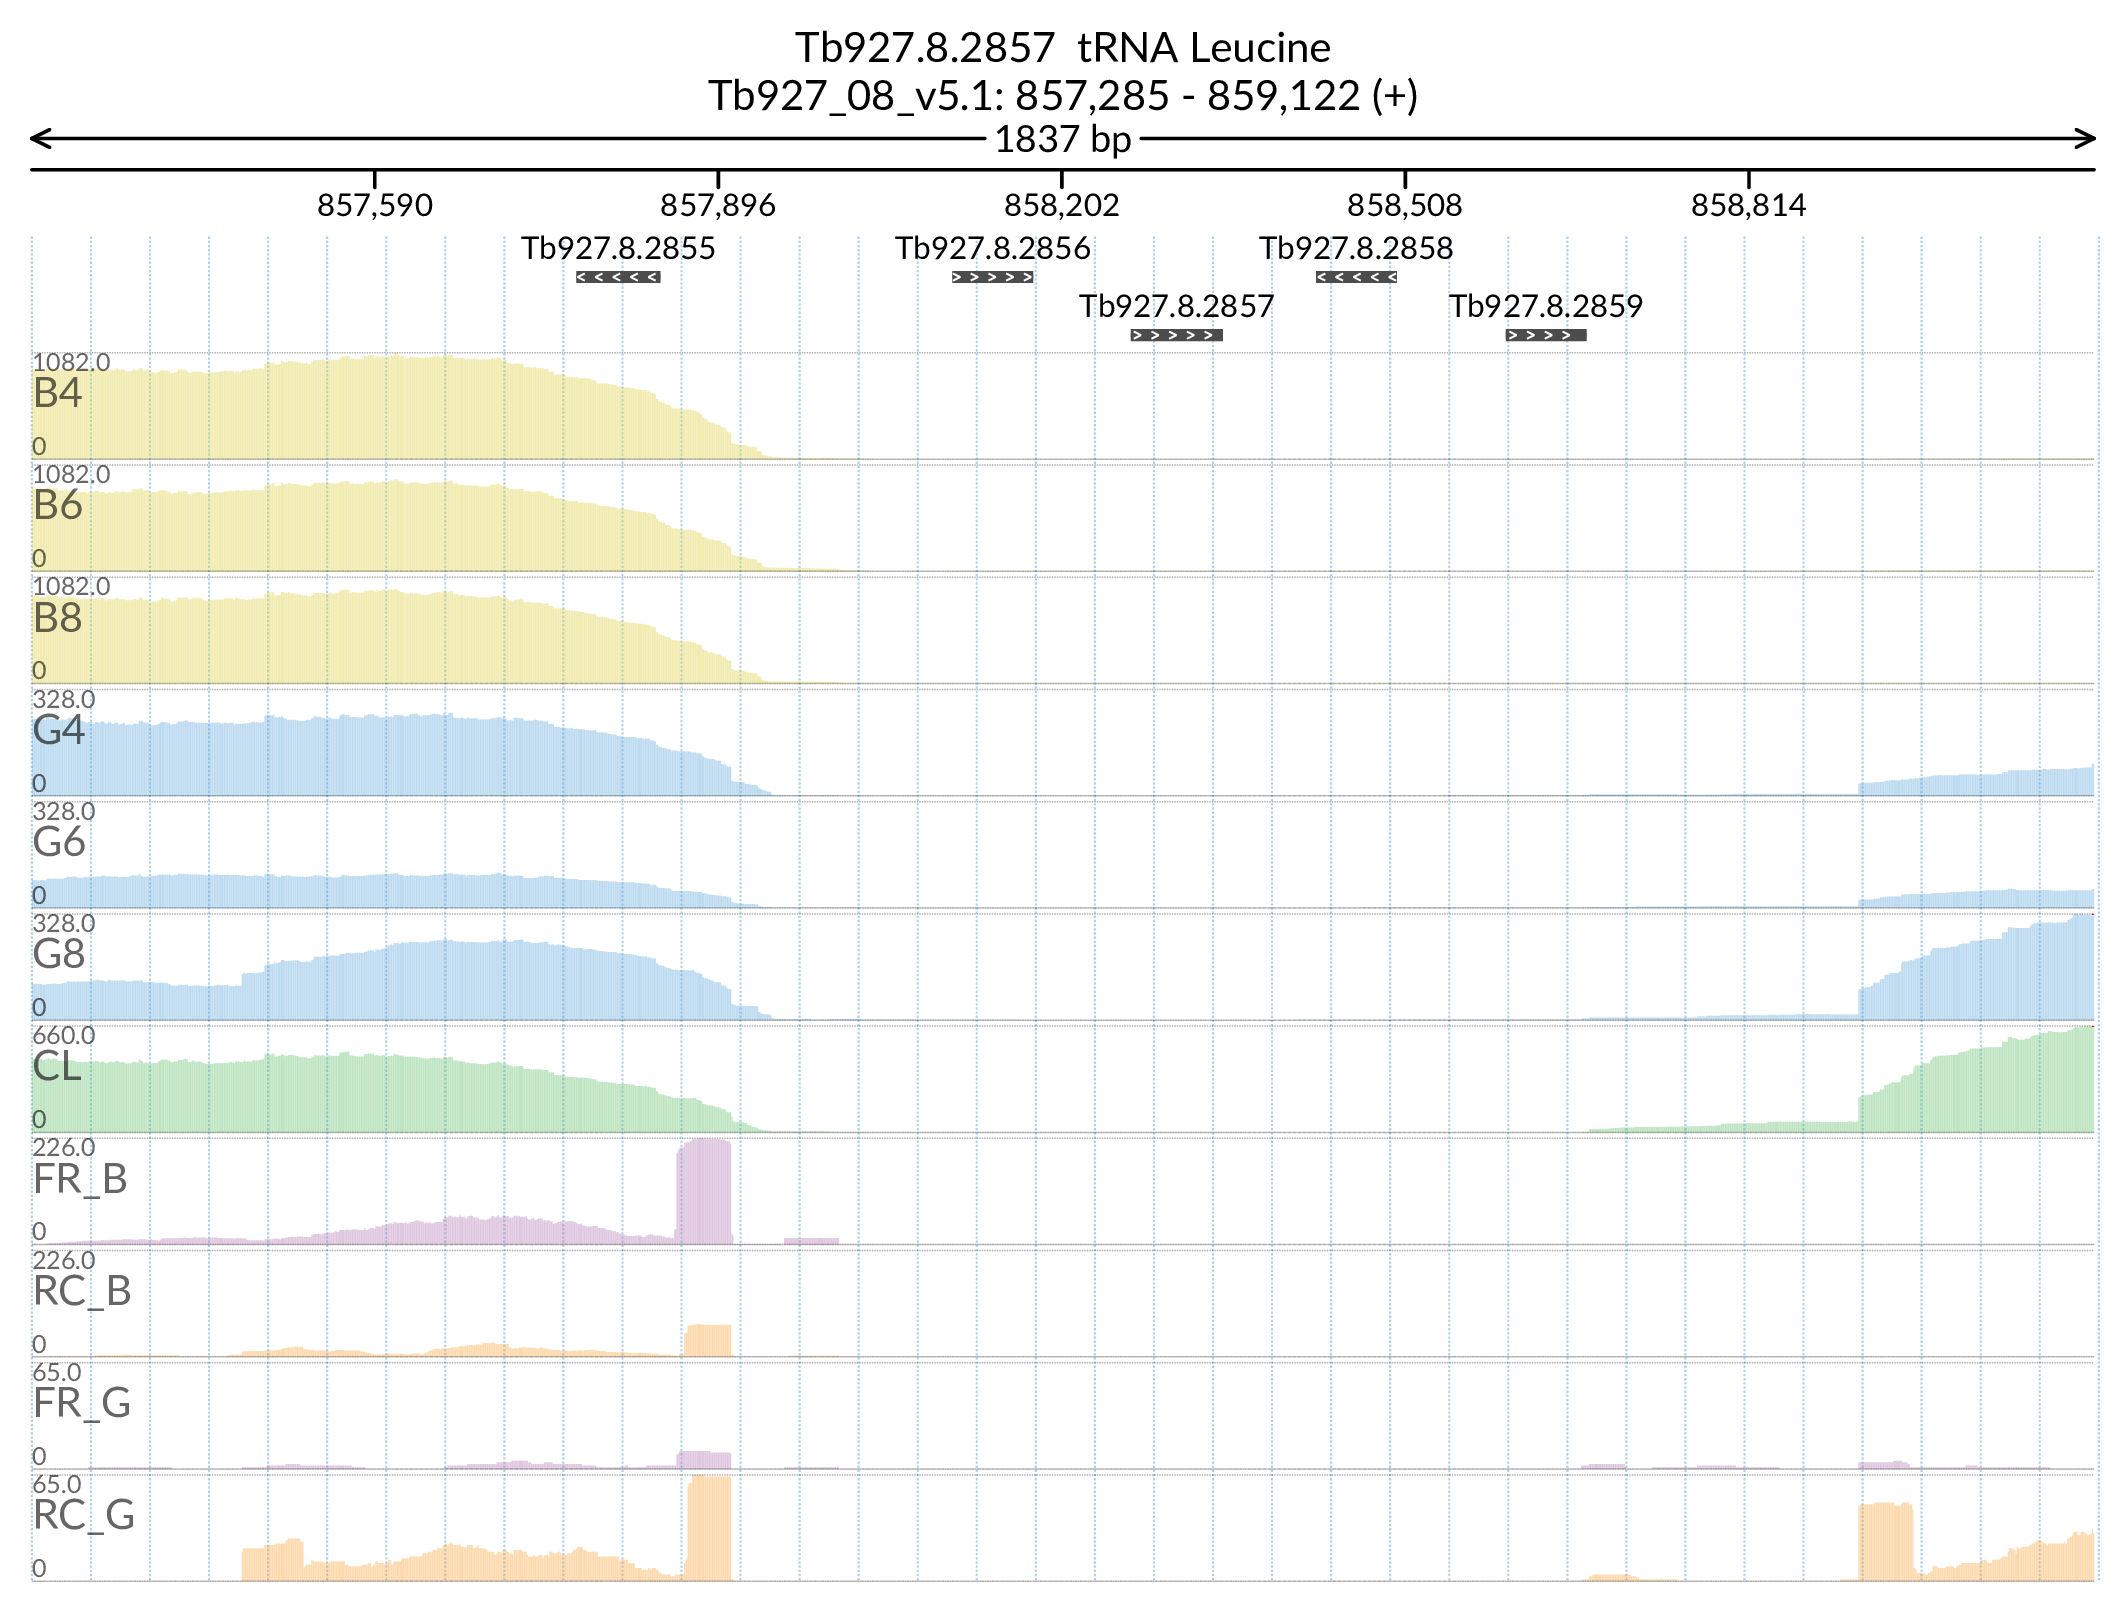 Tb927.8.2857 tRNA Leucine
Tb927_08_v5.1: 857,285 - 859,122 (+)
1837 bp
857,590 857,896 858,202 858,508 858,814
Tb927.8.2855 Tb927.8.2856 Tb927.8.2858
Tb927.8.2857 Tb927.8.2859
1082.0
B4
0
1082.0
B6
0
1082.0
B8
0
328.0
G4
0
328.0
G6
0
328.0
G8
0
660.0
CL
0
226.0
FR_B
0
226.0
RC_B
0
65.0
FR_G
0
65.0
RC_G
0